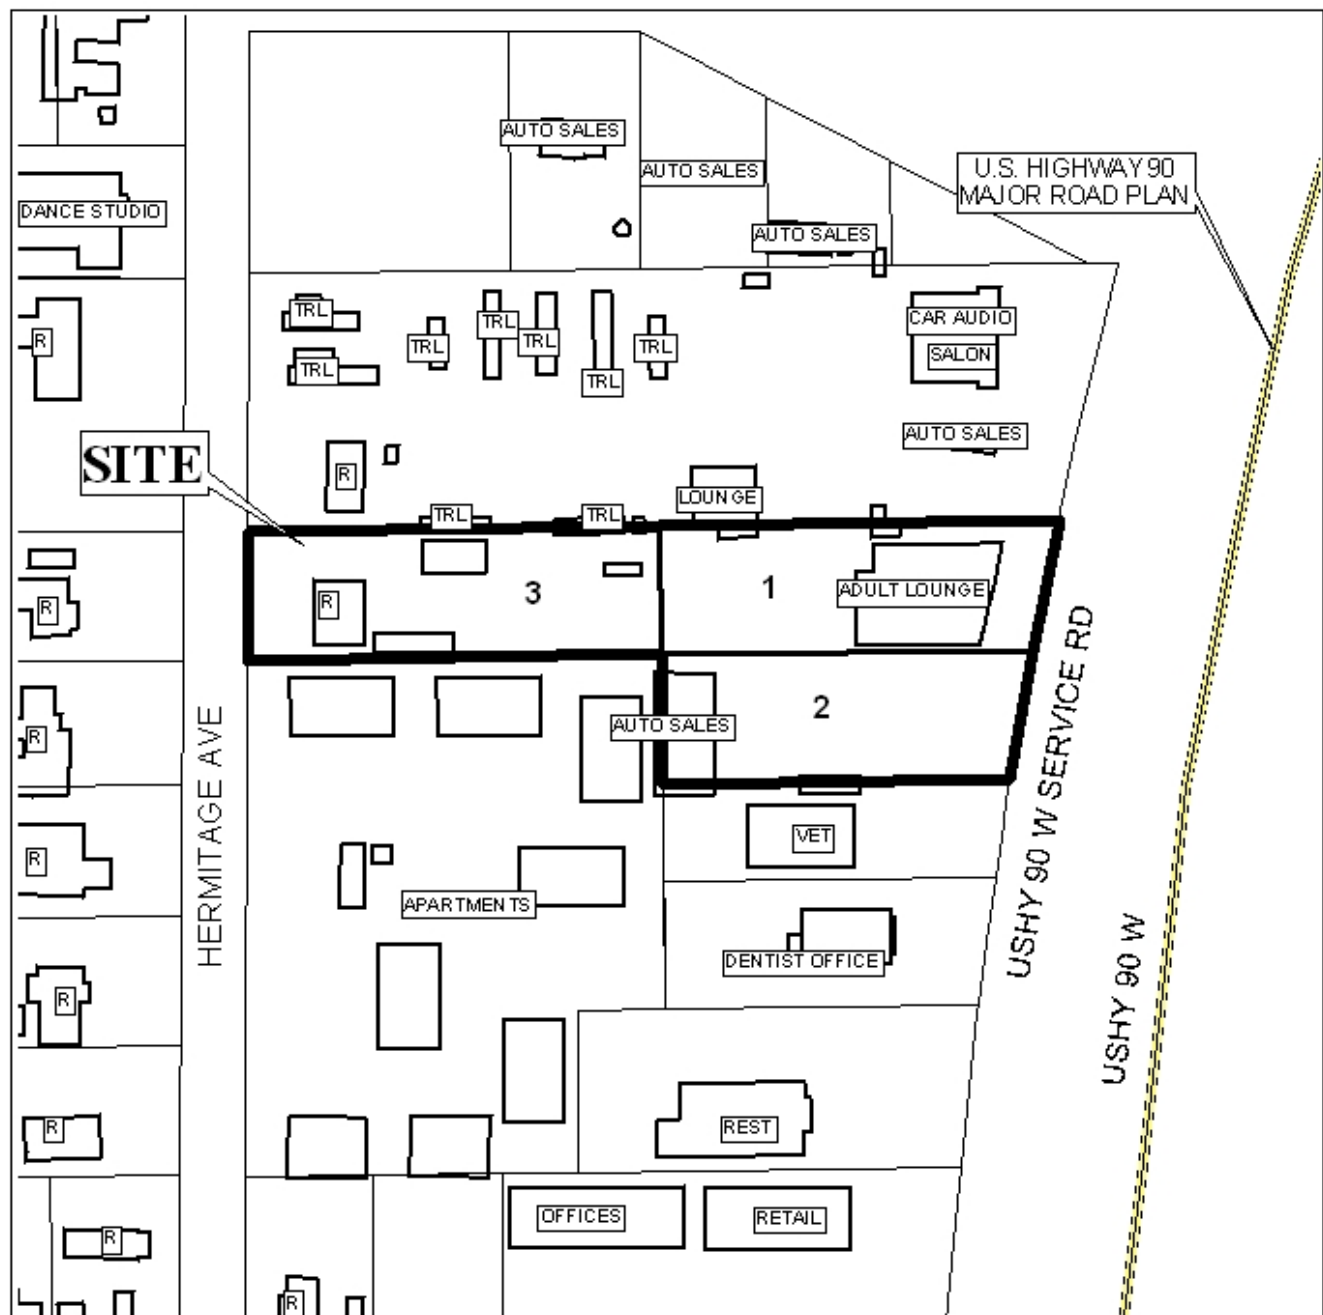 AUTO SALES
AUTO SALES
U.S. HIGHWAY 90
MAJOR ROAD PLAN
DANCE STUDIO
AUTO SALES
TRL
TRL
TRL
CAR AUDIO
R
TRL
TRL
SALON
TRL
TRL
AUTO SALES
SITE
R
LOUNGE
TRL
TRL
R
R
3
1
ADULT LOUNGE
2
R
AUTO SALES
HERMITAGE AVE
USHY 90 W SERVICE RD
VET
R
APARTMENTS
DENTIST OFFICE
R
USHY 90 W
R
REST
OFFICES
RETAIL
R
R